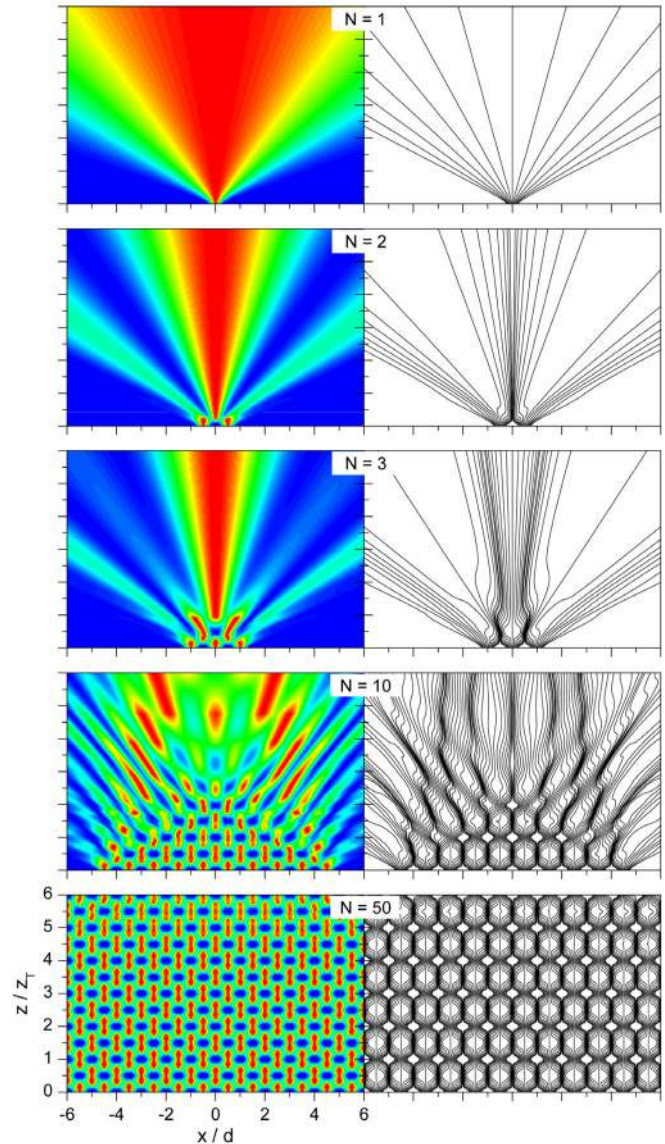 N = 1
N = 2
N = 3
N = 10
N = 50
6
5
4
3
2
1
0
z / z_T
-6 -4 -2 0 2 4 6
x / d